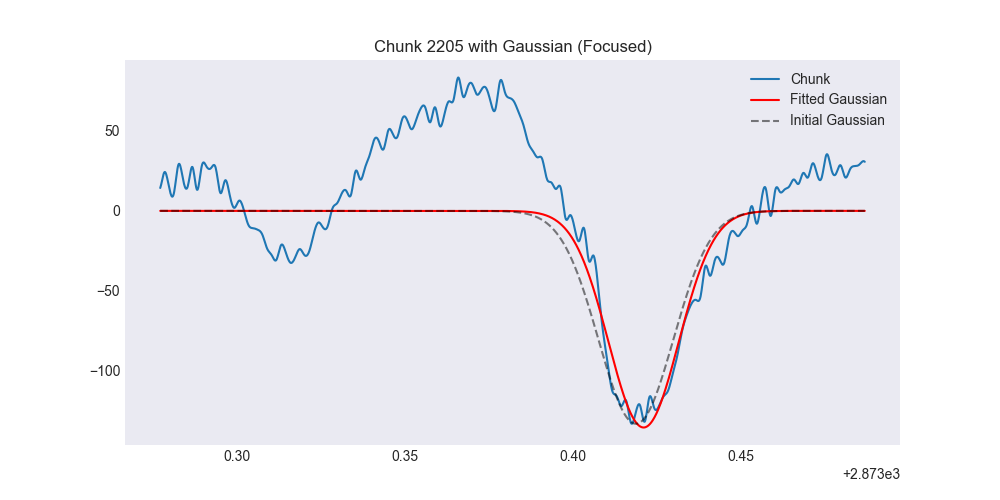 Chunk 2205 with Gaussian (Focused)
Chunk
Fitted Gaussian
Initial Gaussian
50
0
−50
−100
0.30 0.35 0.40 0.45
+2.873e3